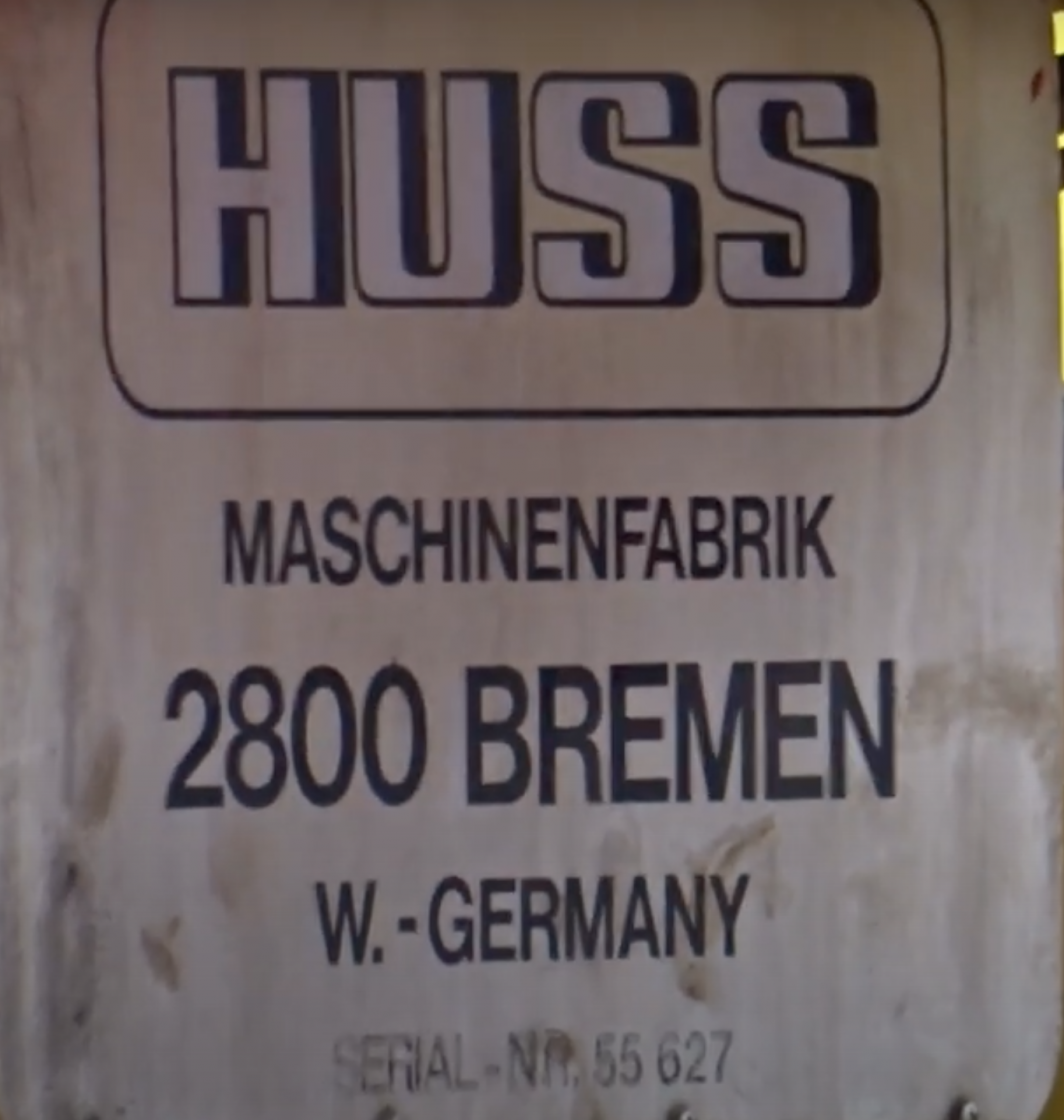 HUSS
MASCHINENFABRIK
2800 BREMEN
W.-GERMANY
SERIAL-NR. 55 627